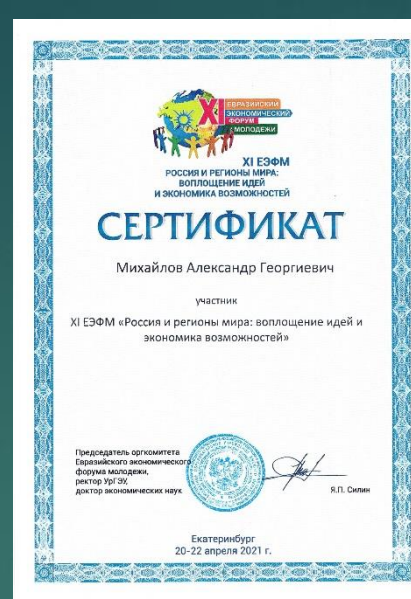 XI
ЕВРАЗИЙСКИЙ
ЭКОНОМИЧЕСКИЙ
ФОРУМ
МОЛОДЕЖИ
XI ЕЭФМ
РОССИЯ И РЕГИОНЫ МИРА:
ВОПЛОЩЕНИЕ ИДЕЙ
И ЭКОНОМИКА ВОЗМОЖНОСТЕЙ
СЕРТИФИКАТ
Михайлов Александр Георгиевич
участник
XI ЕЭФМ «Россия и регионы мира: воплощение идей и
экономика возможностей»
Председатель оргкомитета
Евразийского экономического
форума молодежи,
ректор УрГЭУ,
доктор экономических наук
Я.П. Силин
Екатеринбург
20-22 апреля 2021 г.